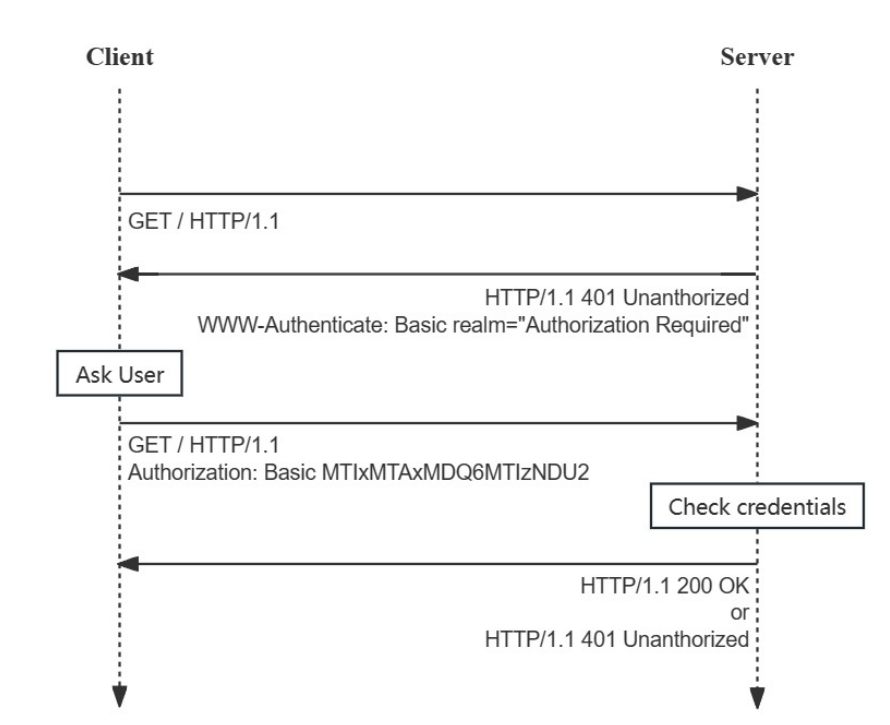 Client
Server
GET / HTTP/1.1
HTTP/1.1 401 Unanthorized
WWW-Authenticate: Basic realm="Authorization Required"
Ask User
GET / HTTP/1.1
Authorization: Basic MTIxMTAxMDQ6MTIzNDU2
Check credentials
HTTP/1.1 200 OK
or
HTTP/1.1 401 Unanthorized